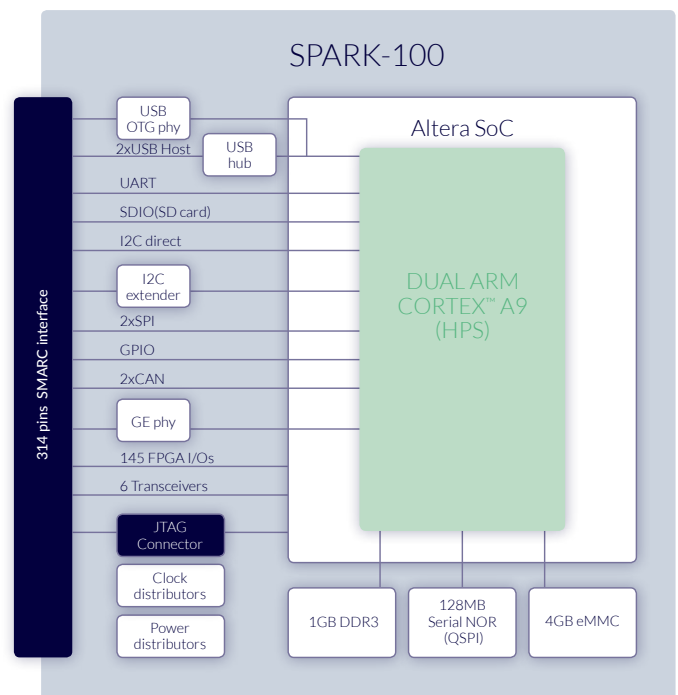 SPARK-100
314 pins SMARC interface
USB
OTG phy
2xUSB Host
USB
hub
UART
SDIO(SD card)
I2C direct
I2C
extender
2xSPI
GPIO
2xCAN
GE phy
145 FPGA I/Os
6 Transceivers
JTAG
Connector
Clock
distributors
Power
distributors
Altera SoC
DUAL ARM
CORTEX™ A9
(HPS)
1GB DDR3
128MB
Serial NOR
(QSPI)
4GB eMMC